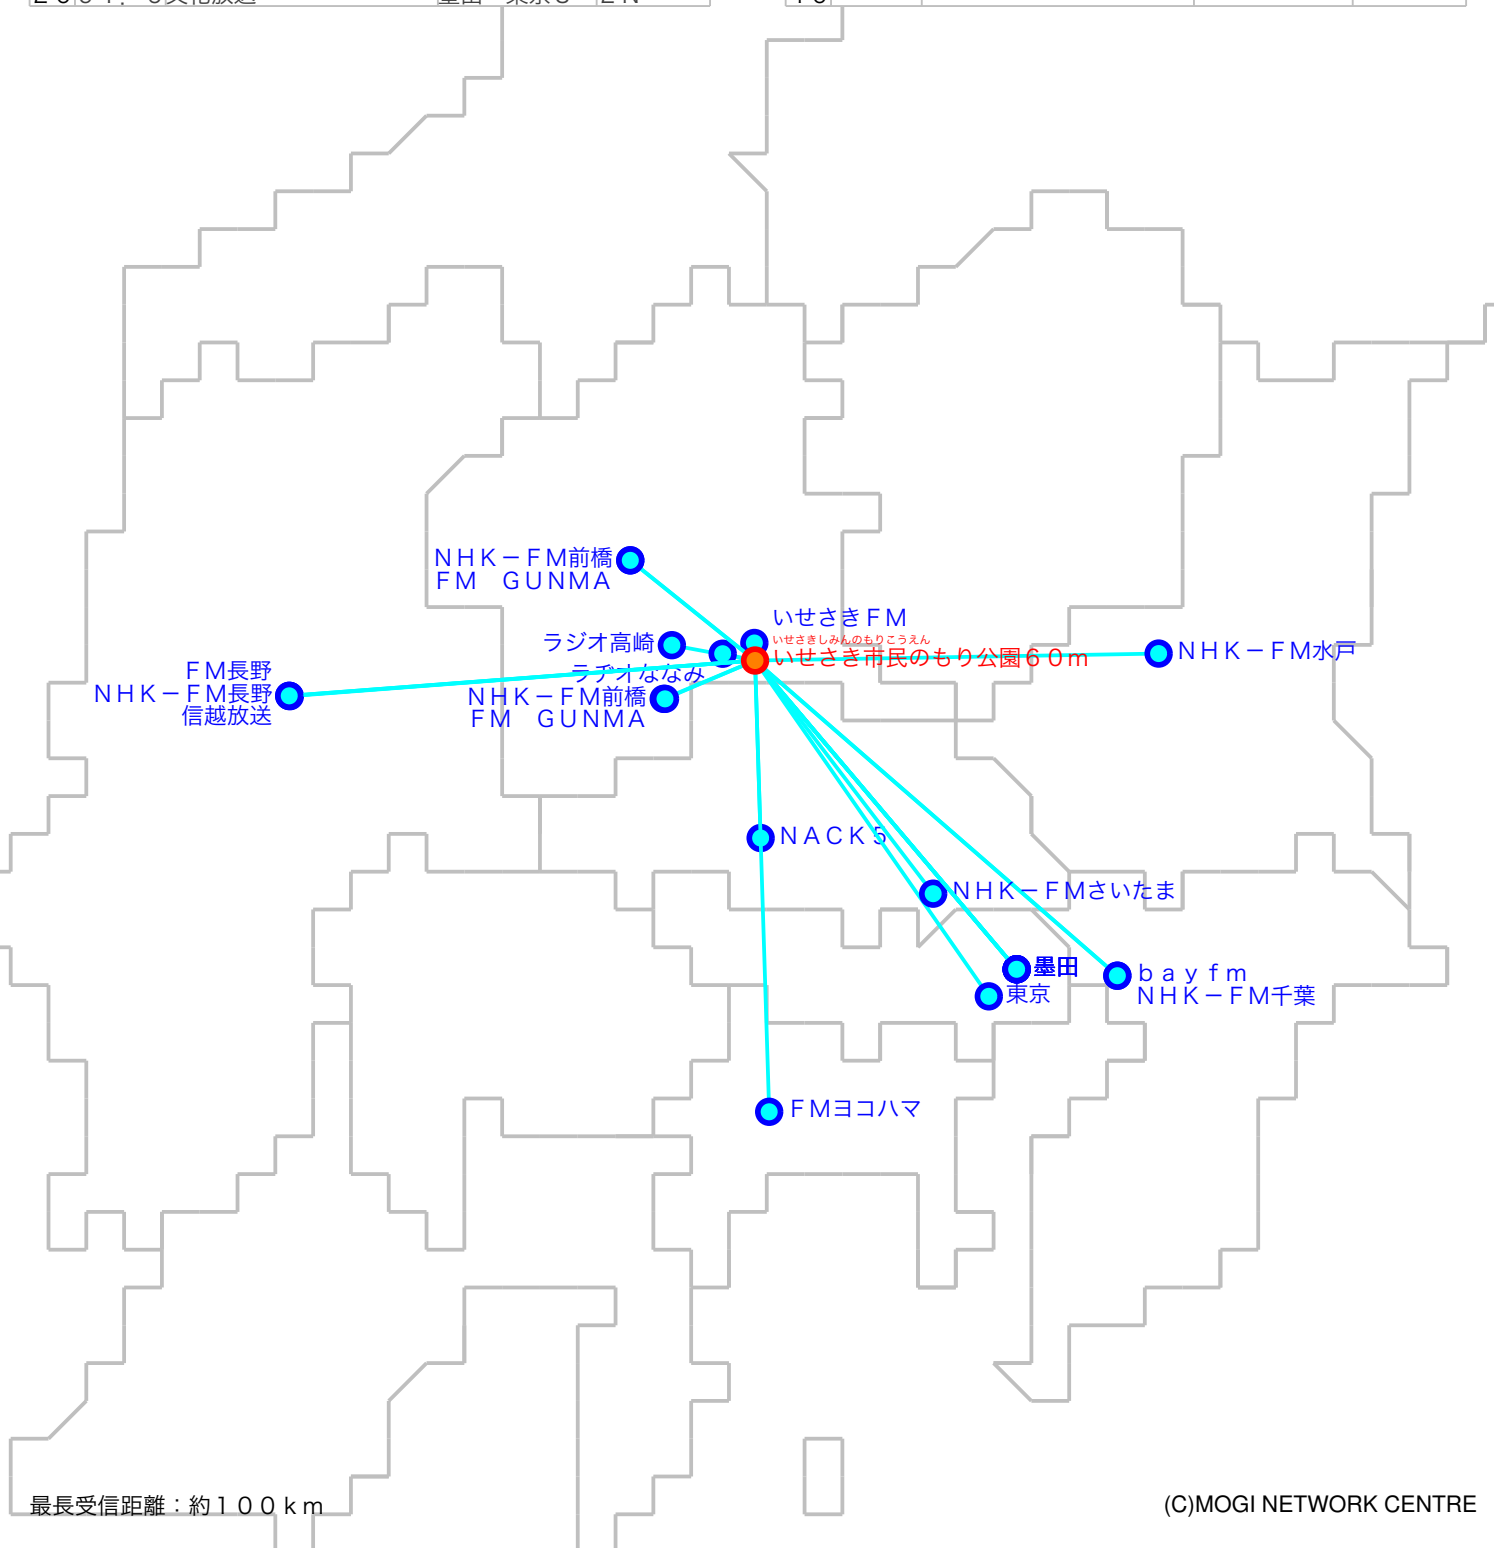 ＮＨＫ－ＦＭ前橋
ＦＭ　ＧＵＮＭＡ
いせさきＦＭ
いせさきしみんのもりこうえん
いせさき市民のもり公園６０ｍ
ラジオ高崎
ラヂオななみ
ＮＨＫ－ＦＭ水戸
ＦＭ長野
ＮＨＫ－ＦＭ長野
信越放送
ＮＨＫ－ＦＭ前橋
ＦＭ　ＧＵＮＭＡ
ＮＡＣＫ５
ＮＨＫ－ＦＭさいたま
墨田
東京
ｂａｙｆｍ
ＮＨＫ－ＦＭ千葉
ＦＭヨコハマ
最長受信距離：約１００ｋｍ
(C)MOGI NETWORK CENTRE